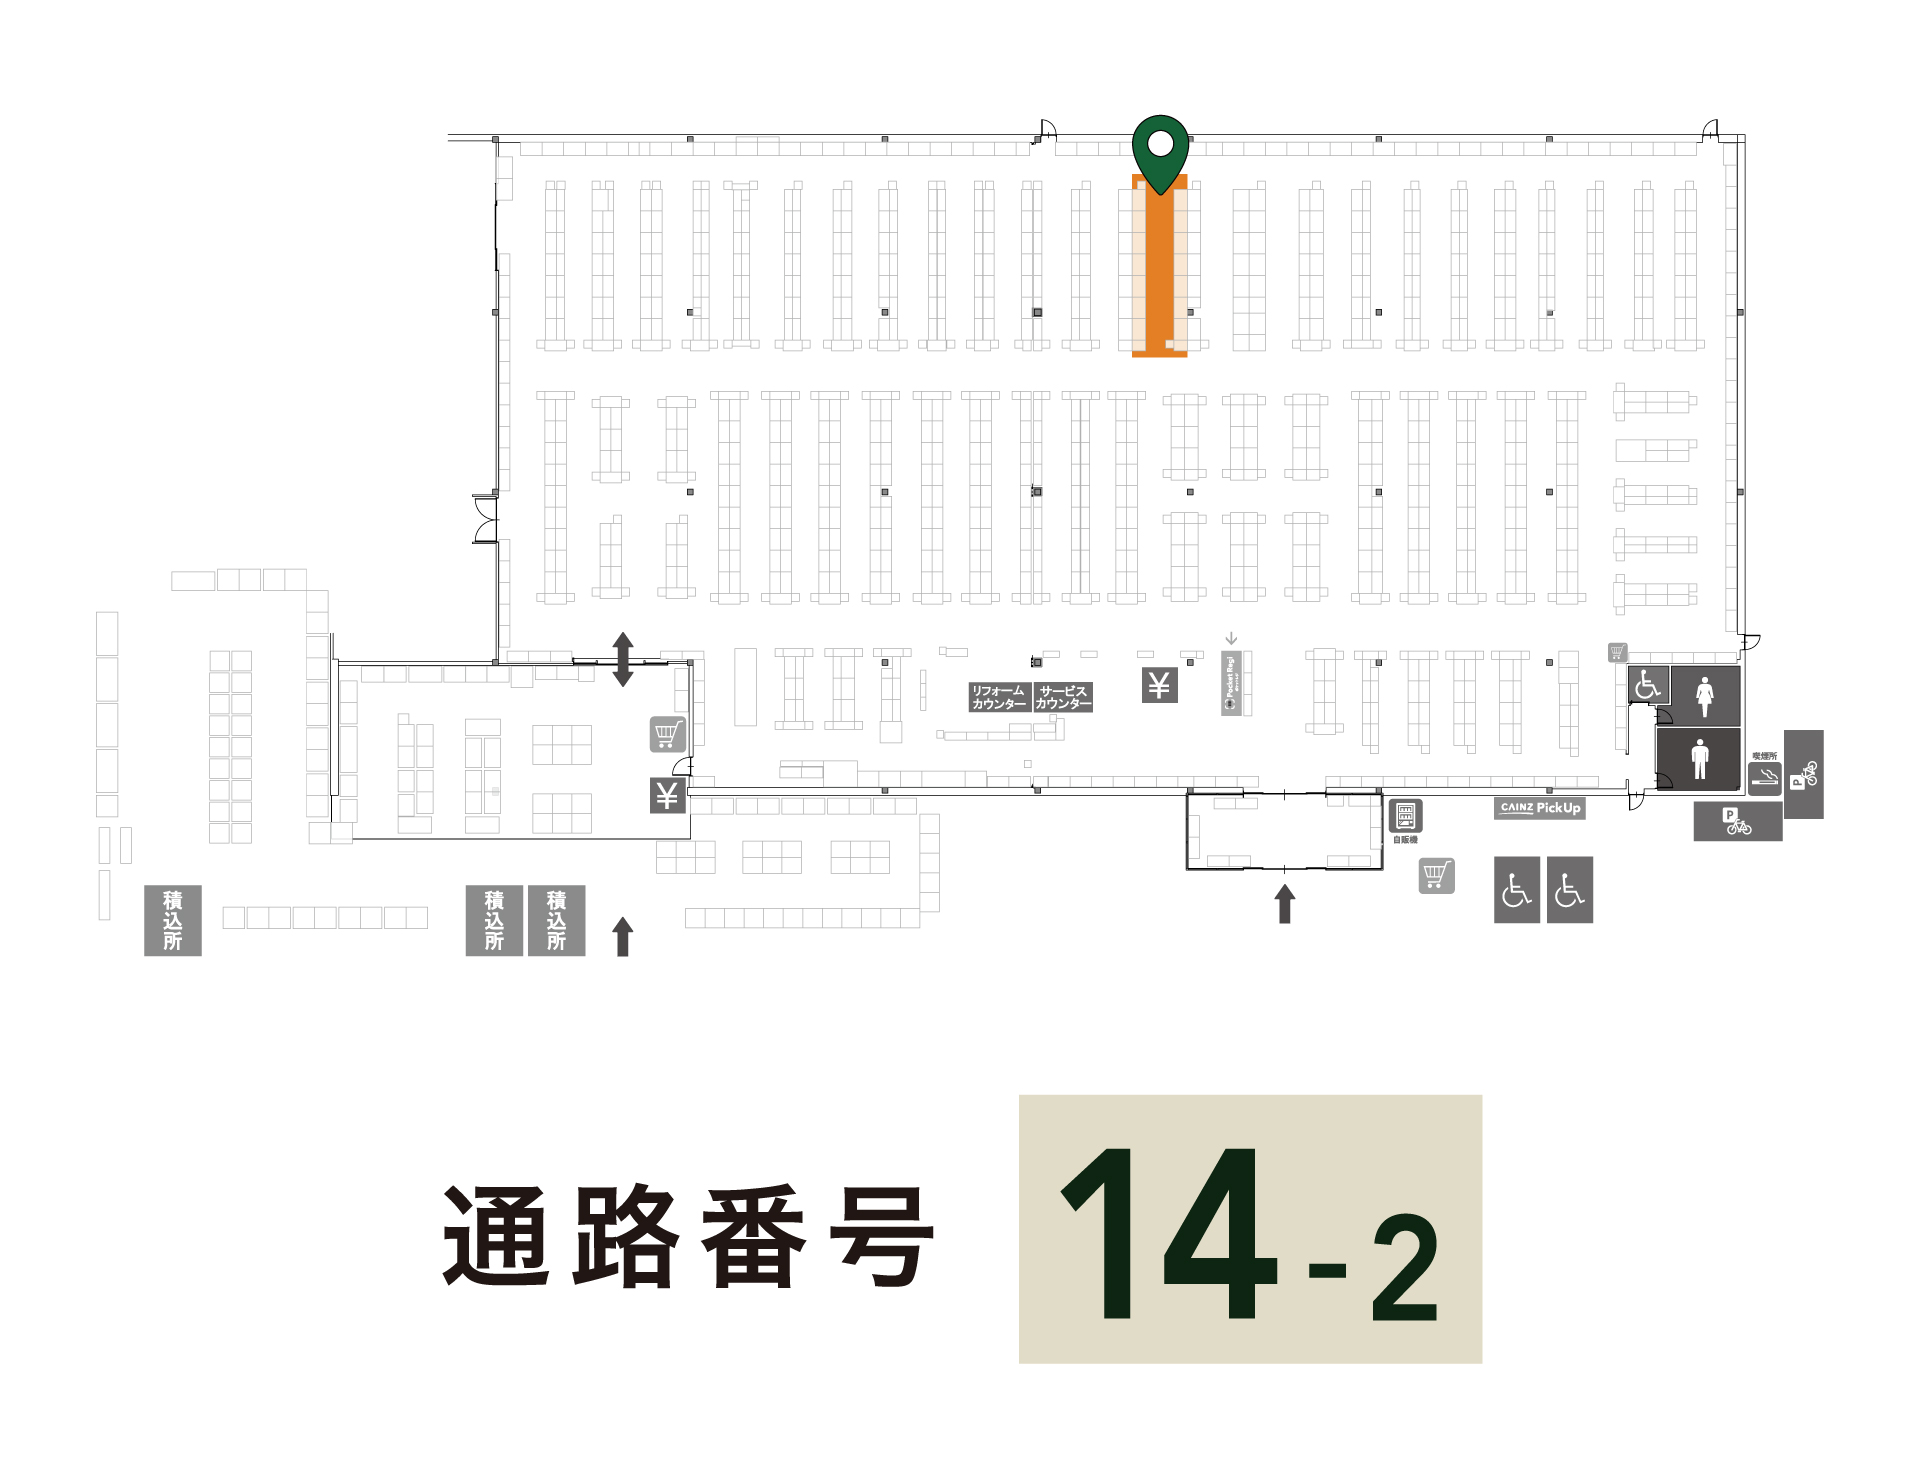 Pocket Regi
リフォーム
カウンター
サービス
カウンター
¥
¥
喫煙所
P
P
CAINZ PickUp
自販機
積込所
積込所
積込所
通路番号
14-2